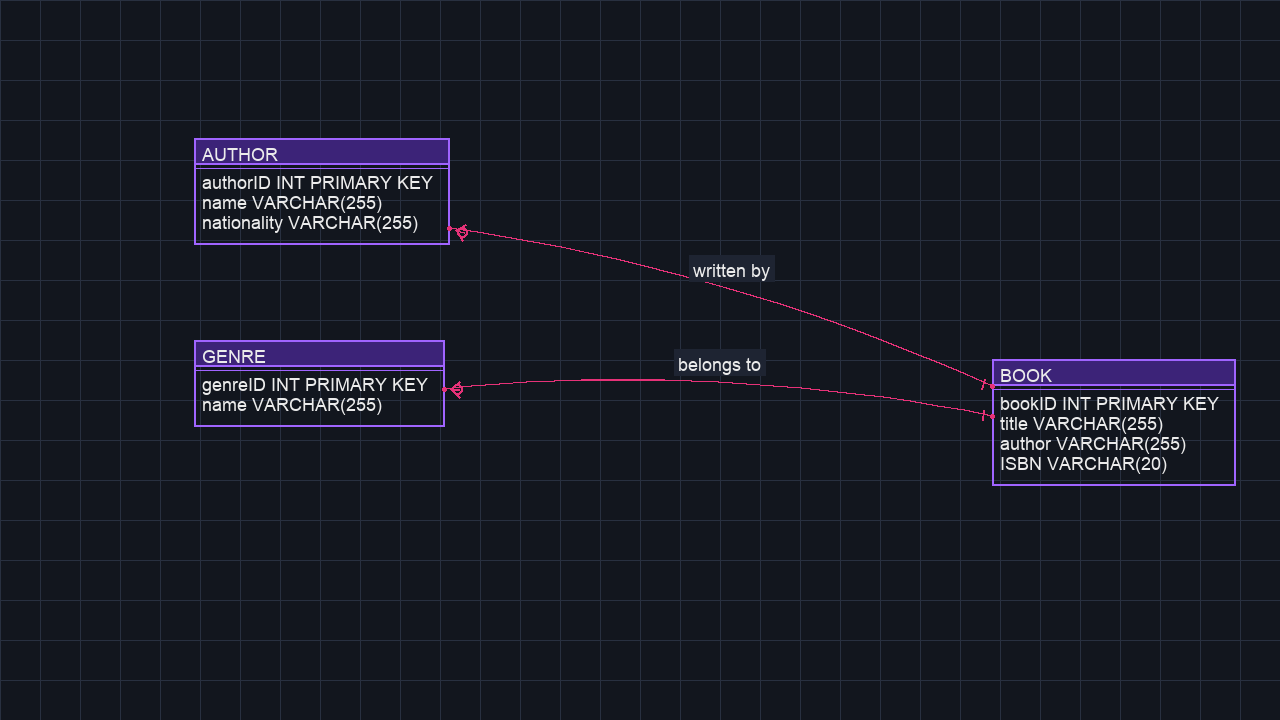 AUTHOR
authorID INT PRIMARY KEY
name VARCHAR(255)
nationality VARCHAR(255)
written by
GENRE
genreID INT PRIMARY KEY
name VARCHAR(255)
belongs to
BOOK
bookID INT PRIMARY KEY
title VARCHAR(255)
author VARCHAR(255)
ISBN VARCHAR(20)